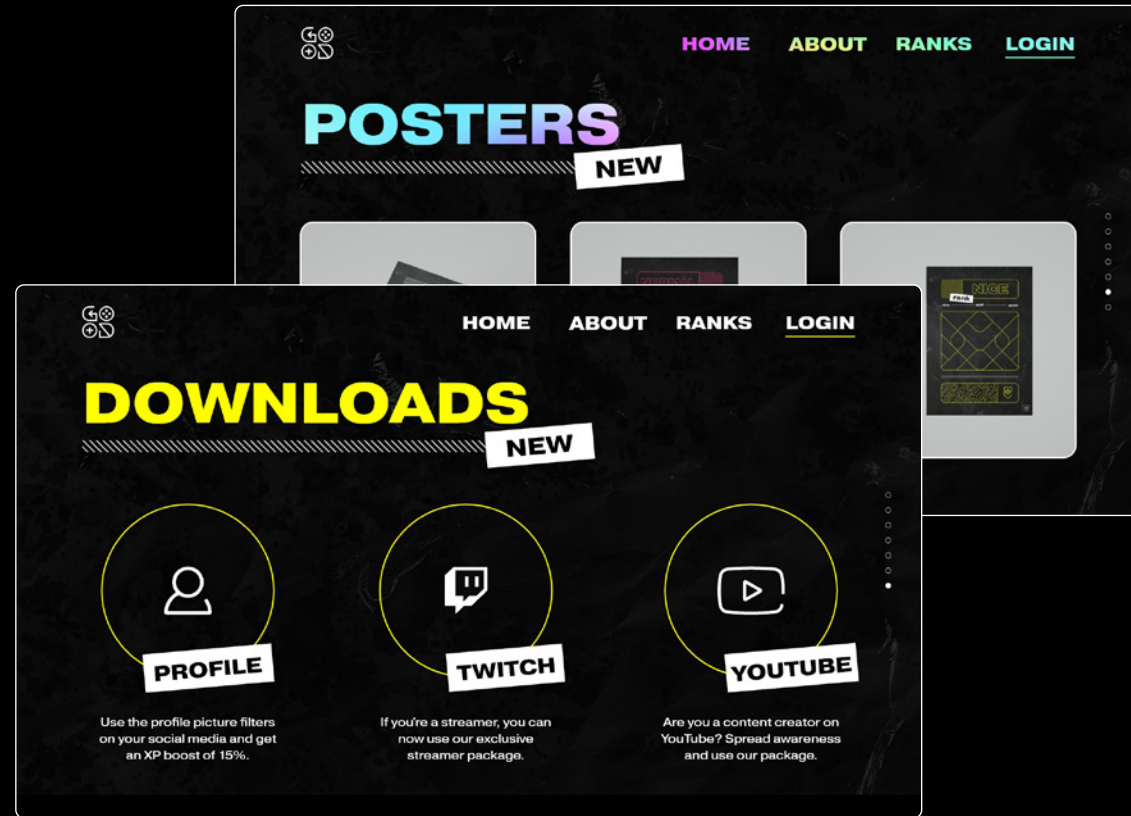 HOME ABOUT RANKS LOGIN
POSTERS
NEW
NICE
HOME ABOUT RANKS LOGIN
DOWNLOADS
NEW
PROFILE
TWITCH
YOUTUBE
Use the profile picture filters
on your social media and get
an XP boost of 15%.
If you're a streamer, you can
now use our exclusive
streamer package.
Are you a content creator on
YouTube? Spread awareness
and use our package.